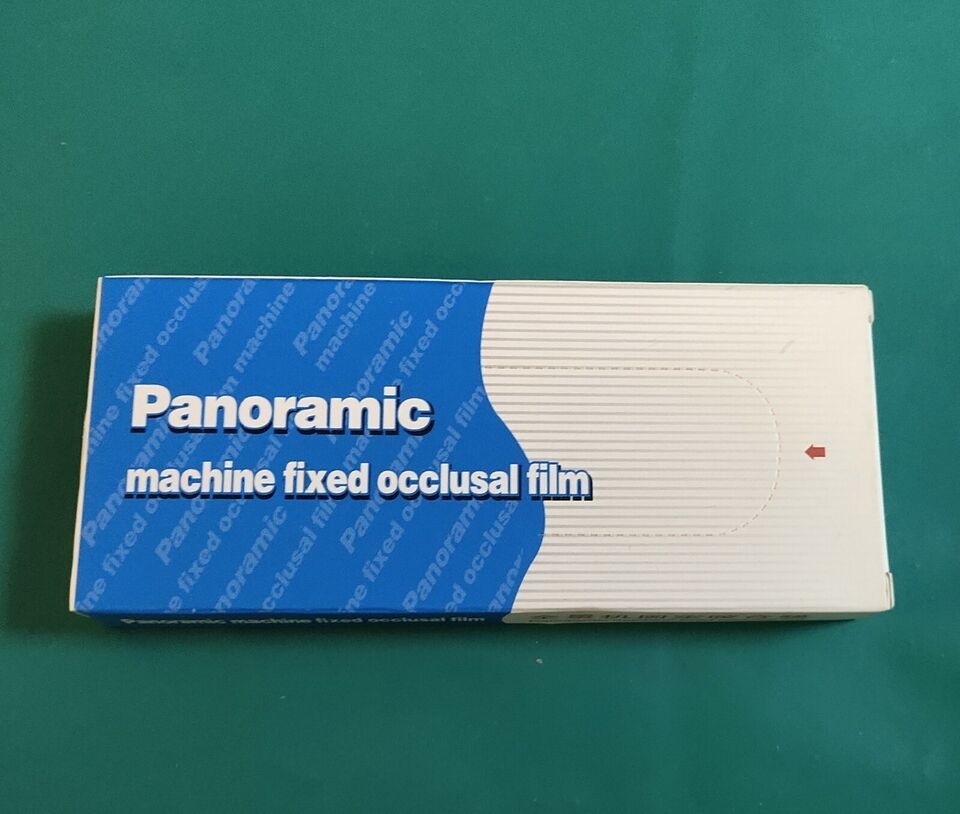 Panoramic
machine fixed occlusal film
Panoramic machine fixed occlusal film